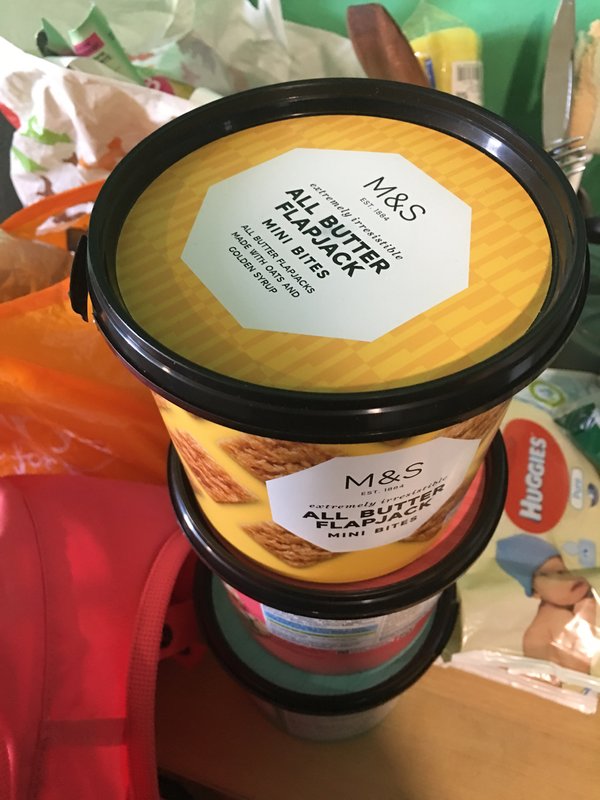 M&S
EST. 1884
extremely irresistible
ALL BUTTER
FLAPJACK
MINI BITES
ALL BUTTER FLAPJACKS
MADE WITH OATS AND
GOLDEN SYRUP
M&S
EST. 1884
extremely irresistible
ALL BUTTER
FLAPJACK
MINI BITES
HUGGIES
Pure